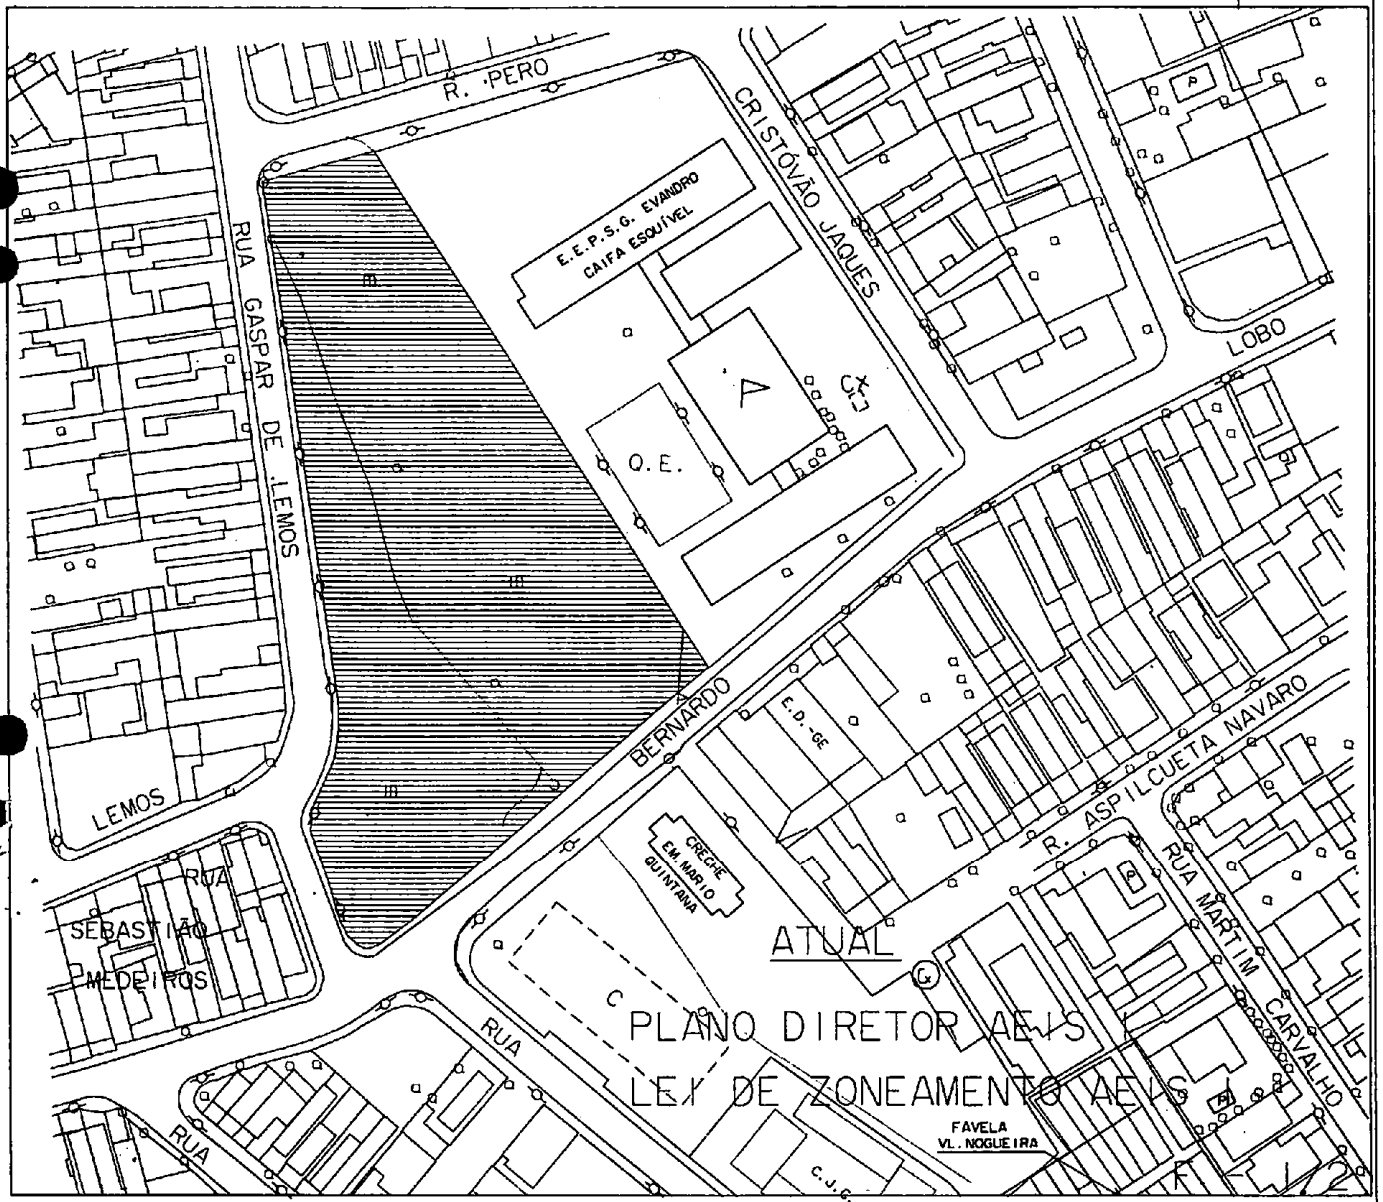 R. PERO
CRISTÓVÃO JAQUES
A
E.E.P.S.G. EVANDRO
CAIFA ESQUÍVEL
RUA GASPAR DE LEMOS
LOBO
A
CX
Q.E.
BERNARDO
E.D.-GE
R. ASPILCUETA NAVARO
LEMOS
CRECHE
EM. MARIO
QUINTANA
RUA MARTIM CARVALHO
RUA
SEBASTIÃO
MEDEIROS
ATUAL
CX
C
RUA
PLANO DIRETOR AEIS I
LEI DE ZONEAMENTO AEIS I
FAVELA
VL. NOGUEIRA
RUA
C.J.G.